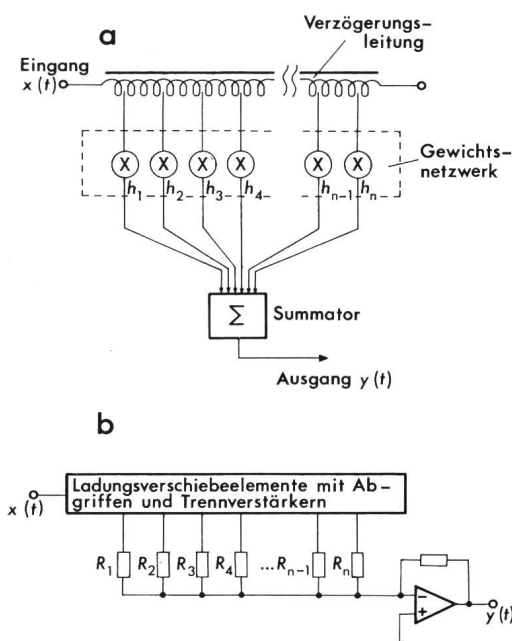 a
Verzögerungs-
leitung
Eingang
x (t)
Gewichts-
netzwerk
X X X X X X
h1 h2 h3 h4 hn-1 hn
Σ Summator
Ausgang y (t)
b
Ladungsverschiebeelemente mit Ab-
griffen und Trennverstärkern
x (t)
R1 R2 R3 R4 ...Rn-1 Rn
−
+
y(t)